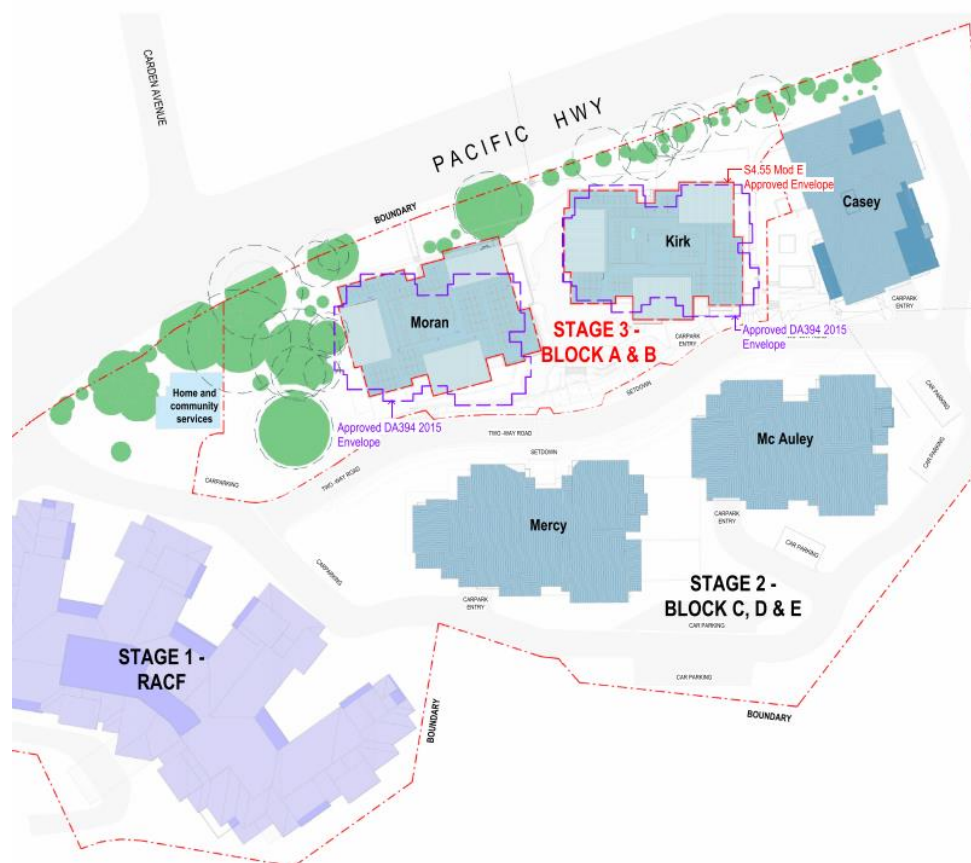 CARDEN AVENUE
PACIFIC HWY
BOUNDARY
S4.55 Mod E
Approved Envelope
Casey
Kirk
Moran
STAGE 3 -
BLOCK A & B
CARPARK
ENTRY
CARPARK
ENTRY
Approved DA394 2015
Envelope
SETDOWN
Home and
community
services
Approved DA394 2015
Envelope
TWO -WAY ROAD
SETDOWN
CARPARKING
TWO -WAY ROAD
CAR PARKING
CAR PARKING
Mc Auley
Mercy
CARPARK
ENTRY
CAR PARKING
CARPARKING
STAGE 2 -
BLOCK C, D & E
CARPARK
ENTRY
CAR PARKING
STAGE 1 -
RACF
CAR PARKING
BOUNDARY
BOUNDARY